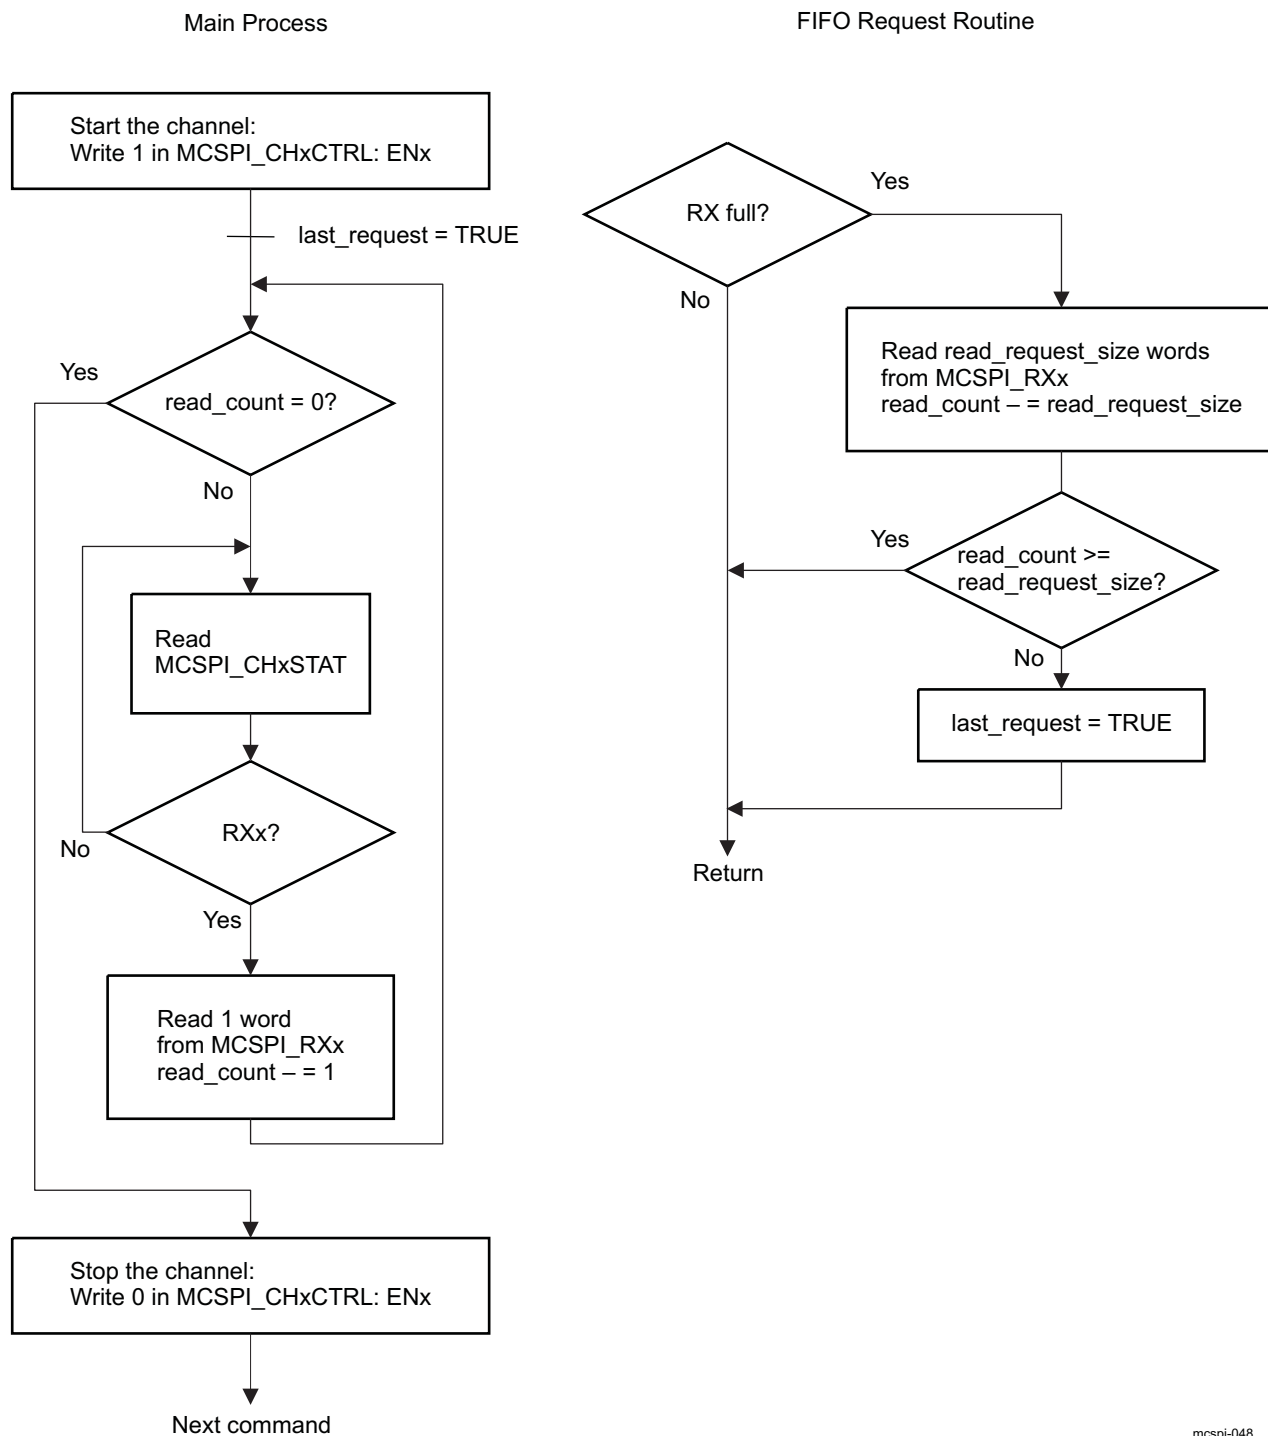 Main Process
Start the channel:
Write 1 in MCSPI_CHxCTRL: ENx
last_request = TRUE
read_count = 0?
Yes
No
Read
MCSPI_CHxSTAT
RXx?
No
Yes
Read 1 word
from MCSPI_RXx
read_count – = 1
Stop the channel:
Write 0 in MCSPI_CHxCTRL: ENx
Next command
FIFO Request Routine
RX full?
Yes
No
Read read_request_size words
from MCSPI_RXx
read_count – = read_request_size
Yes
read_count >=
read_request_size?
No
last_request = TRUE
Return
mcspi-048